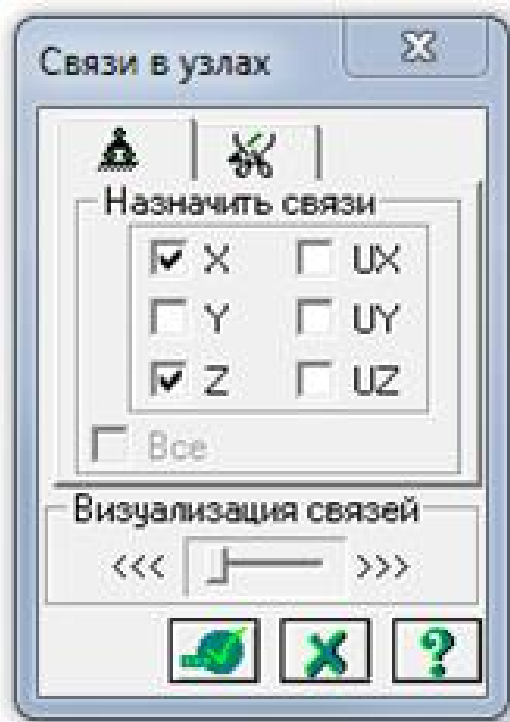 Связи в узлах
Назначить связи
X UX
Y UY
Z UZ
Все
Визуализация связей
<<< >>>
?